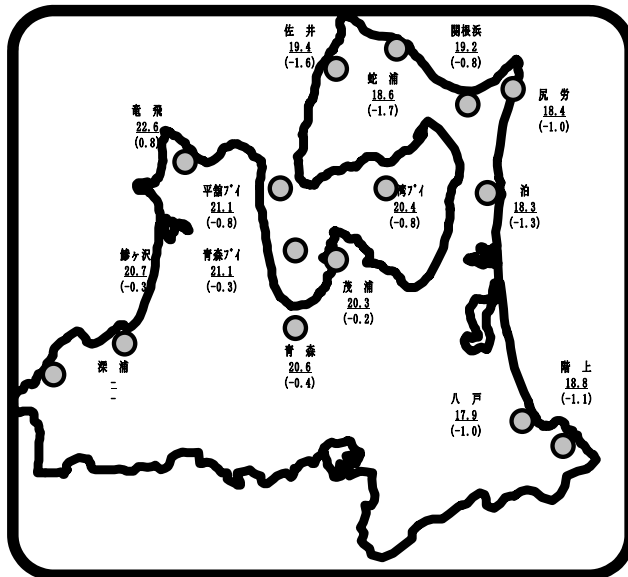 佐 井
19.4
(-1.6)
関根浜
19.2
(-0.8)
蛇 浦
18.6
(-1.7)
尻 労
18.4
(-1.0)
竜 飛
22.6
(0.8)
平舘ﾌﾞｲ
21.1
(-0.8)
湾ﾌﾞｲ
20.4
(-0.8)
泊
18.3
(-1.3)
鰺ヶ沢
20.7
(-0.3
青森ﾌﾞｲ
21.1
(-0.3)
茂 浦
20.3
(-0.2)
青 森
20.6
(-0.4)
深 浦
-
-
階 上
18.8
(-1.1)
八 戸
17.9
(-1.0)